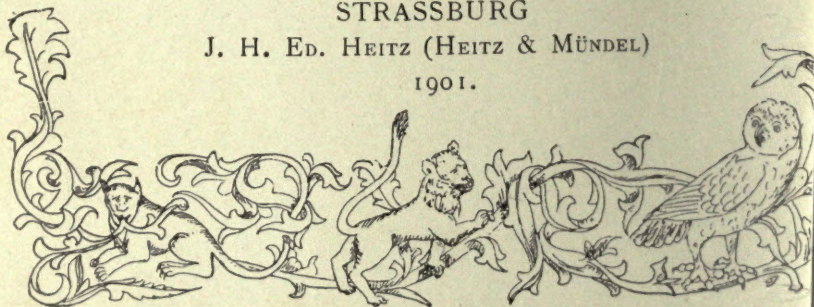 STRASSBURG
J. H. Ed. Heitz (Heitz & Mündel)
1901.